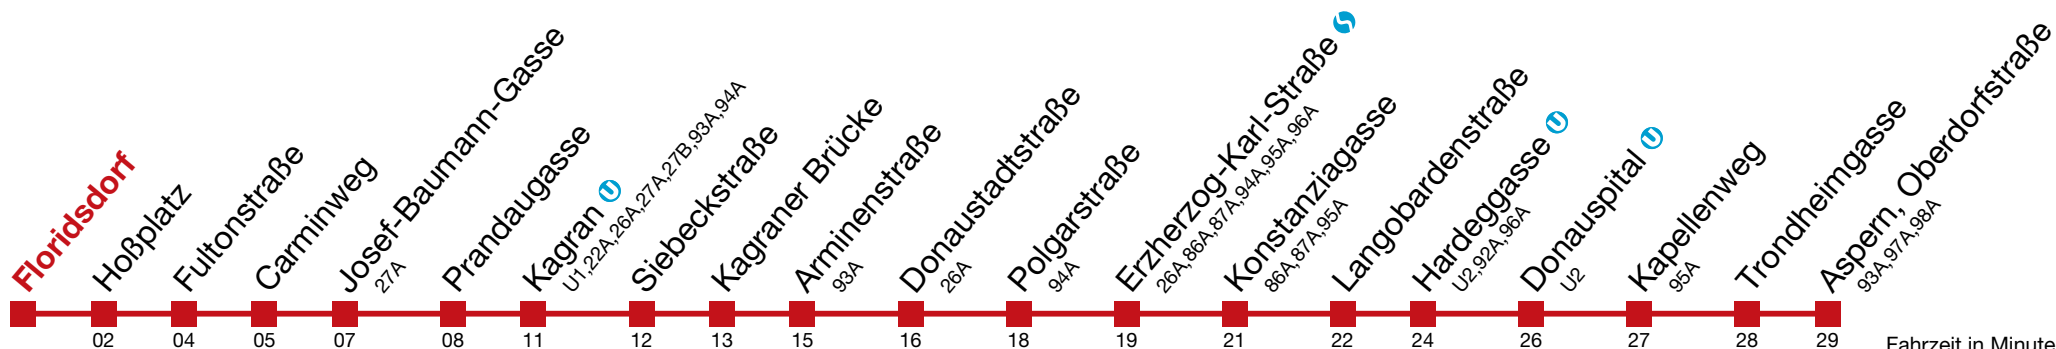 Floridsdorf
Hoßplatz
Fultonstraße
Carminweg
Josef-Baumann-Gasse
27A
Prandaugasse
Kagran U
U1,22A,26A,27A,27B,93A,94A
Siebeckstraße
Kagraner Brücke
Arminenstraße
93A
Donaustadtstraße
26A
Polgarstraße
94A
Erzherzog-Karl-Straße S
26A,86A,87A,94A,95A,96A
Konstanziagasse
86A,87A,95A
Langobardenstraße
Hardeggasse U
U2,92A,96A
Donauspital U
U2
Kapellenweg
95A
Trondheimgasse
Aspern, Oberdorfstraße
93A,97A,98A
02 04 05 07 08 11 12 13 15 16 18 19 21 22 24 26 27 28 29
Fahrzeit in Minute